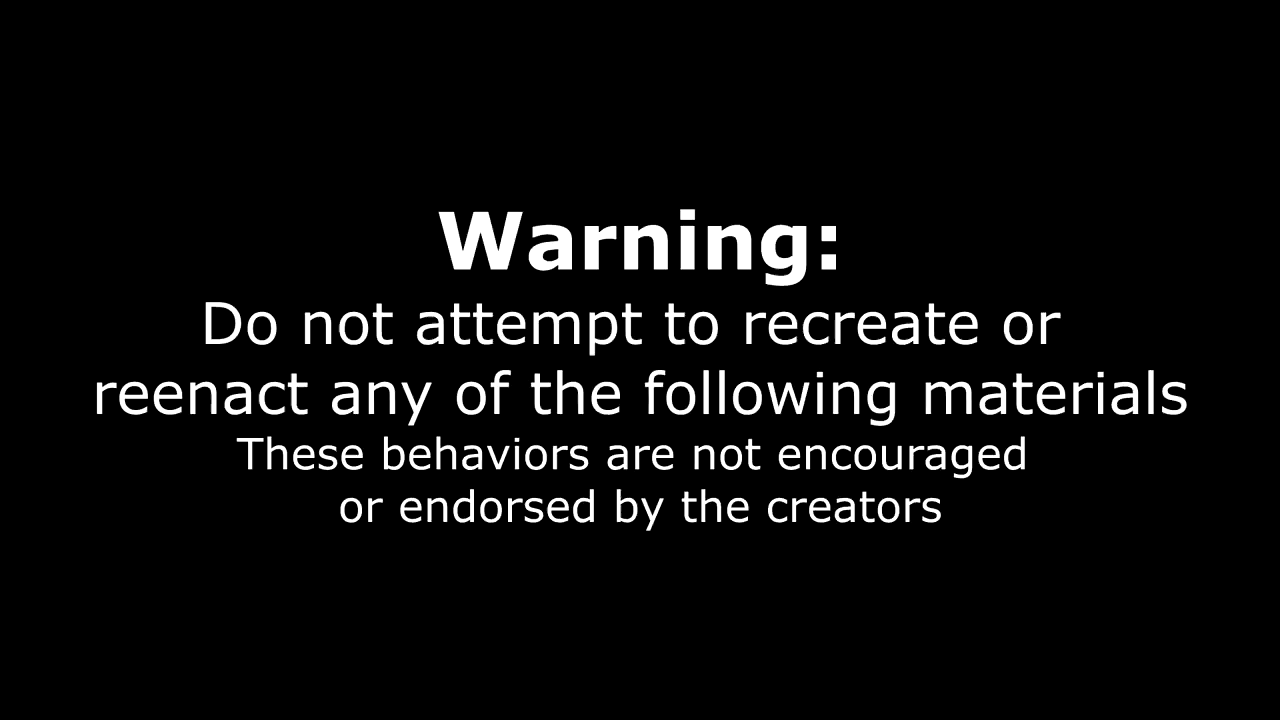 Warning:
Do not attempt to recreate or
reenact any of the following materials
These behaviors are not encouraged
or endorsed by the creators